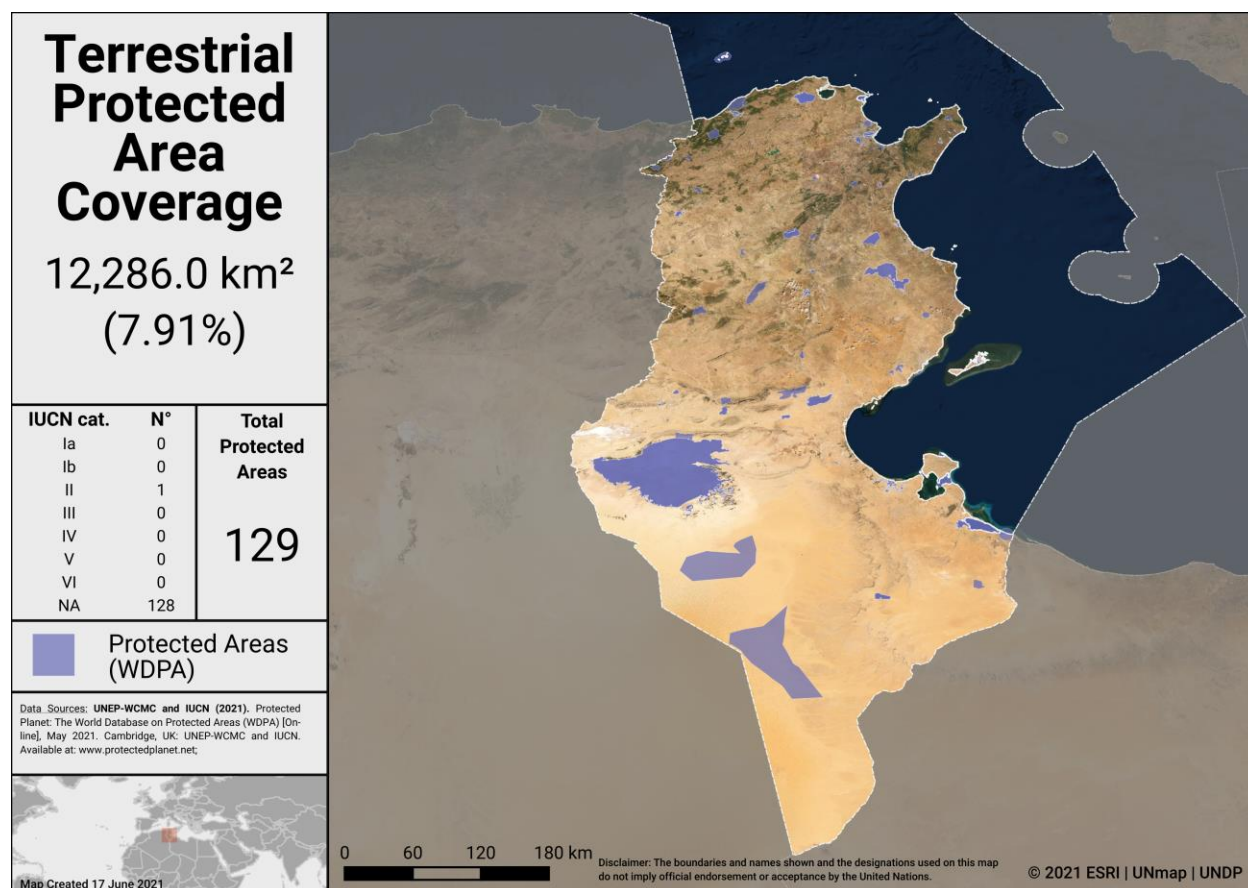 Terrestrial
Protected
Area
Coverage
12,286.0 km²
(7.91%)
IUCN cat. N°
Ia 0
Ib 0
II 1
III 0
IV 0
V 0
VI 0
NA 128
Total
Protected
Areas
129
Protected Areas
(WDPA)
Data Sources: UNEP-WCMC and IUCN (2021). Protected
Planet: The World Database on Protected Areas (WDPA) [On-
line], May 2021. Cambridge, UK: UNEP-WCMC and IUCN.
Available at: www.protectedplanet.net;
Map Created 17 June 2021
0 60 120 180 km
Disclaimer: The boundaries and names shown and the designations used on this map
do not imply official endorsement or acceptance by the United Nations.
© 2021 ESRI | UNmap | UNDP